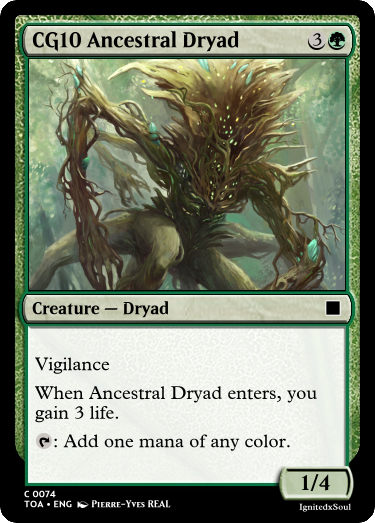 CG10 Ancestral Dryad 3
Creature — Dryad
Vigilance
When Ancestral Dryad enters, you
gain 3 life.
: Add one mana of any color.
1/4
C 0074
TOA • ENG Pierre-Yves REAL
IgnitedxSoul